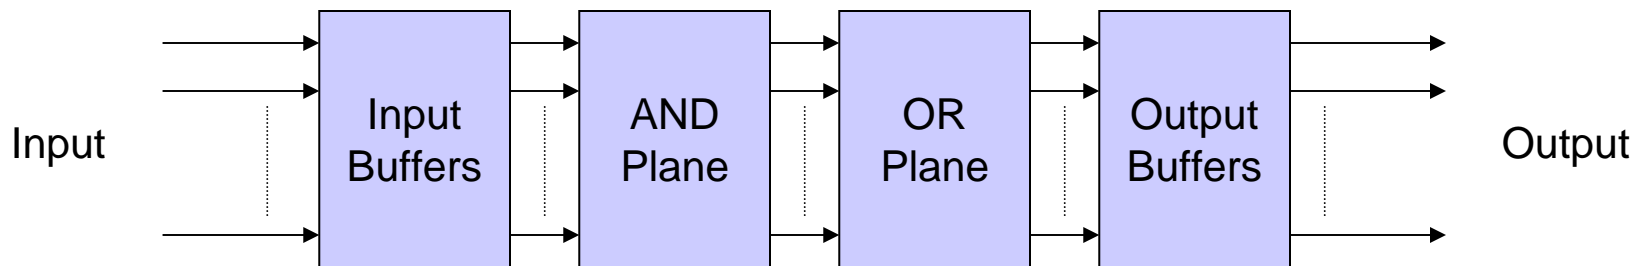 Input
Input
Buffers
AND
Plane
OR
Plane
Output
Buffers
Output